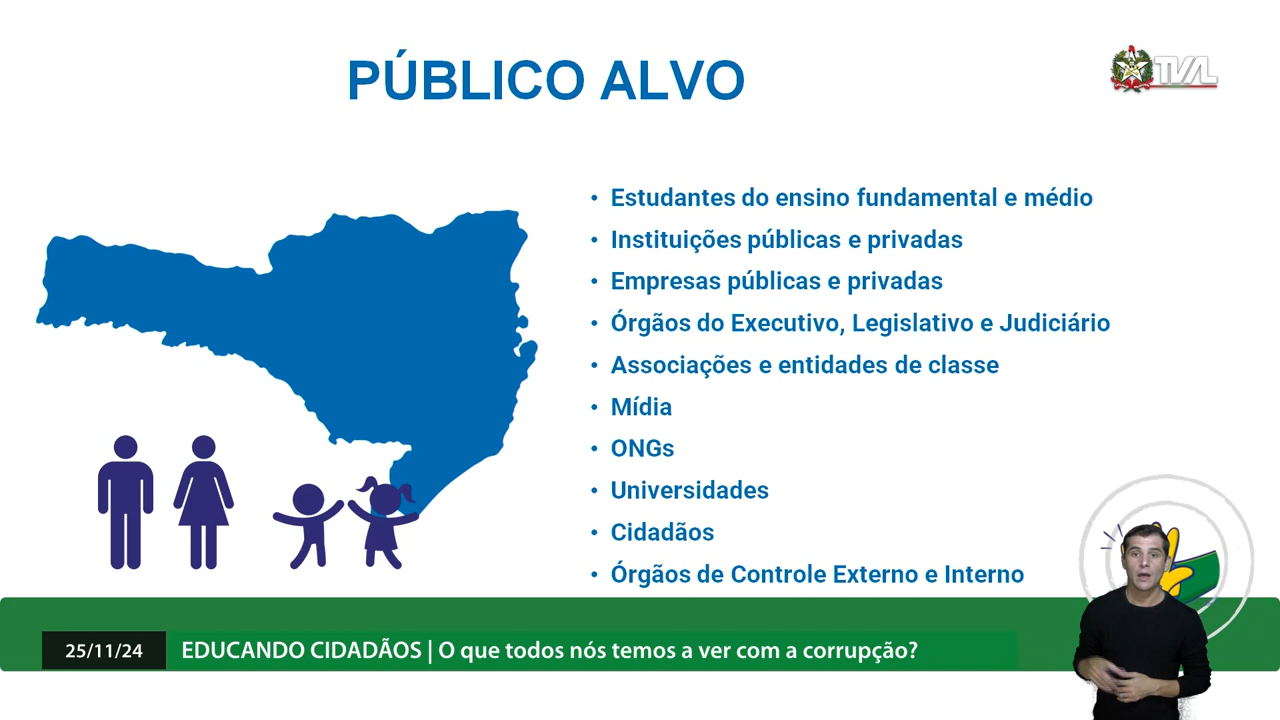 PÚBLICO ALVO
TVAL
• Estudantes do ensino fundamental e médio
• Instituições públicas e privadas
• Empresas públicas e privadas
• Órgãos do Executivo, Legislativo e Judiciário
• Associações e entidades de classe
• Mídia
• ONGs
• Universidades
• Cidadãos
• Órgãos de Controle Externo e Interno
25/11/24
EDUCANDO CIDADÃOS | O que todos nós temos a ver com a corrupção?